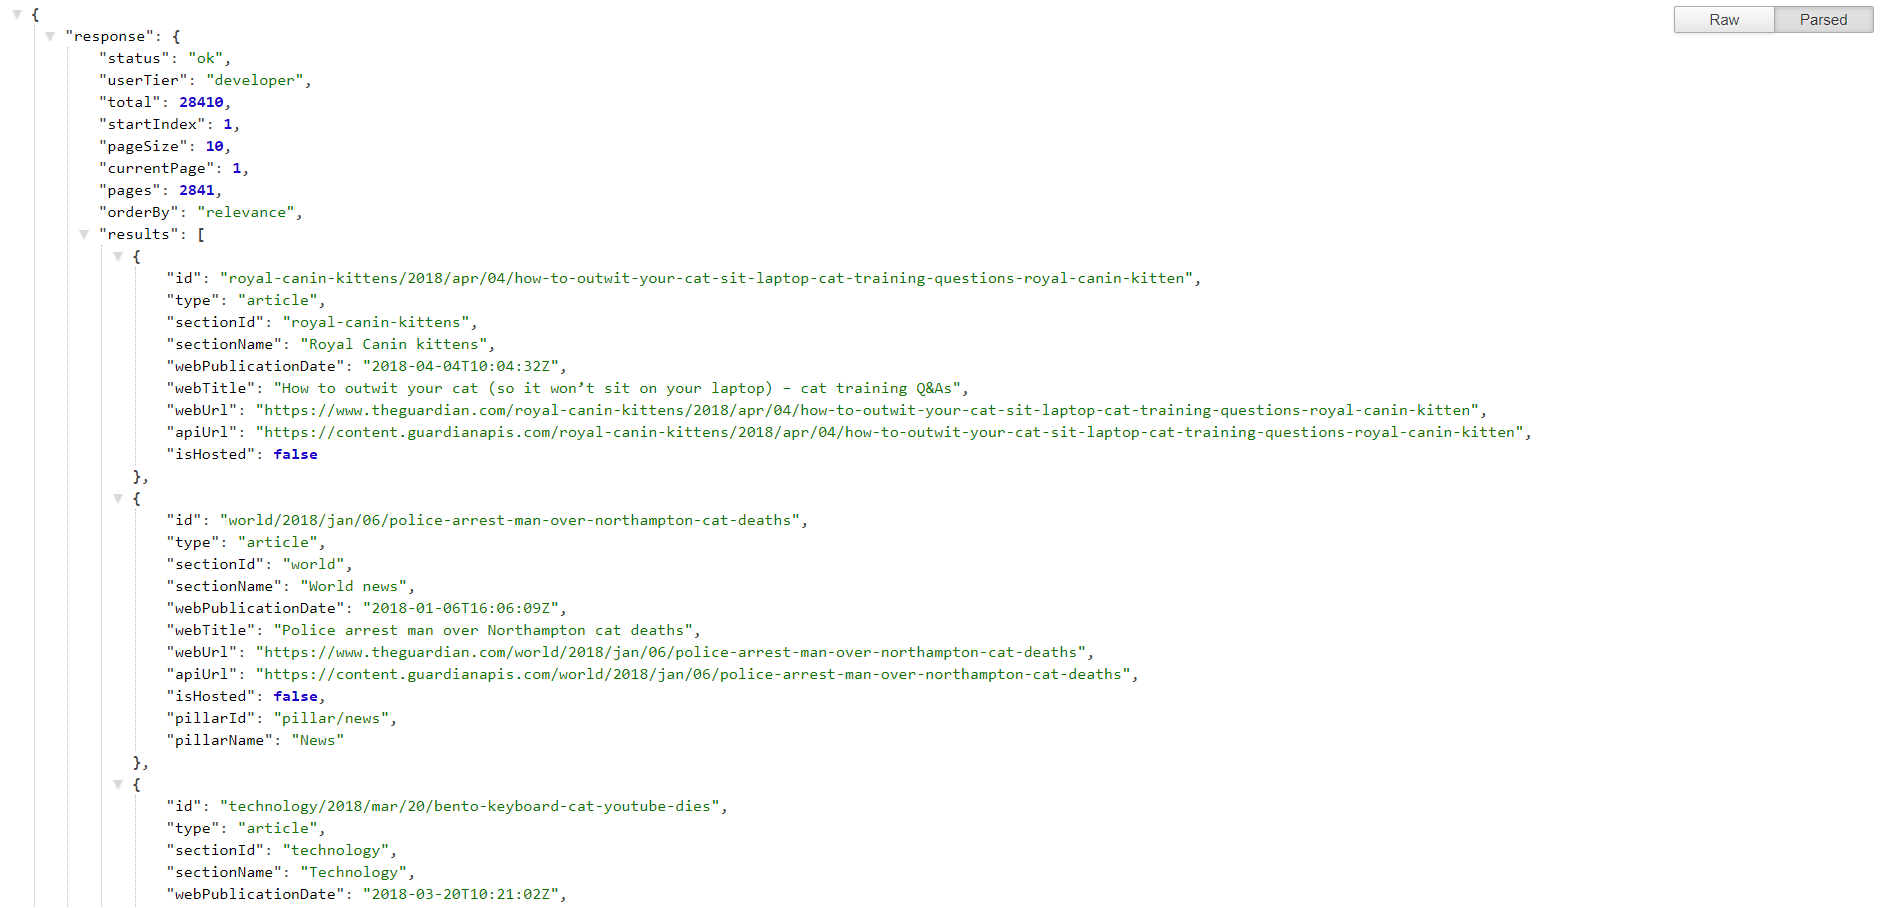 {
Raw Parsed
"response": {
"status": "ok",
"userTier": "developer",
"total": 28410,
"startIndex": 1,
"pageSize": 10,
"currentPage": 1,
"pages": 2841,
"orderBy": "relevance",
"results": [
{
"id": "royal-canin-kittens/2018/apr/04/how-to-outwit-your-cat-sit-laptop-cat-training-questions-royal-canin-kitten",
"type": "article",
"sectionId": "royal-canin-kittens",
"sectionName": "Royal Canin kittens",
"webPublicationDate": "2018-04-04T10:04:32Z",
"webTitle": "How to outwit your cat (so it won’t sit on your laptop) – cat training Q&As",
"webUrl": "https://www.theguardian.com/royal-canin-kittens/2018/apr/04/how-to-outwit-your-cat-sit-laptop-cat-training-questions-royal-canin-kitten",
"apiUrl": "https://content.guardianapis.com/royal-canin-kittens/2018/apr/04/how-to-outwit-your-cat-sit-laptop-cat-training-questions-royal-canin-kitten",
"isHosted": false
},
{
"id": "world/2018/jan/06/police-arrest-man-over-northampton-cat-deaths",
"type": "article",
"sectionId": "world",
"sectionName": "World news",
"webPublicationDate": "2018-01-06T16:06:09Z",
"webTitle": "Police arrest man over Northampton cat deaths",
"webUrl": "https://www.theguardian.com/world/2018/jan/06/police-arrest-man-over-northampton-cat-deaths",
"apiUrl": "https://content.guardianapis.com/world/2018/jan/06/police-arrest-man-over-northampton-cat-deaths",
"isHosted": false,
"pillarId": "pillar/news",
"pillarName": "News"
},
{
"id": "technology/2018/mar/20/bento-keyboard-cat-youtube-dies",
"type": "article",
"sectionId": "technology",
"sectionName": "Technology",
"webPublicationDate": "2018-03-20T10:21:02Z",